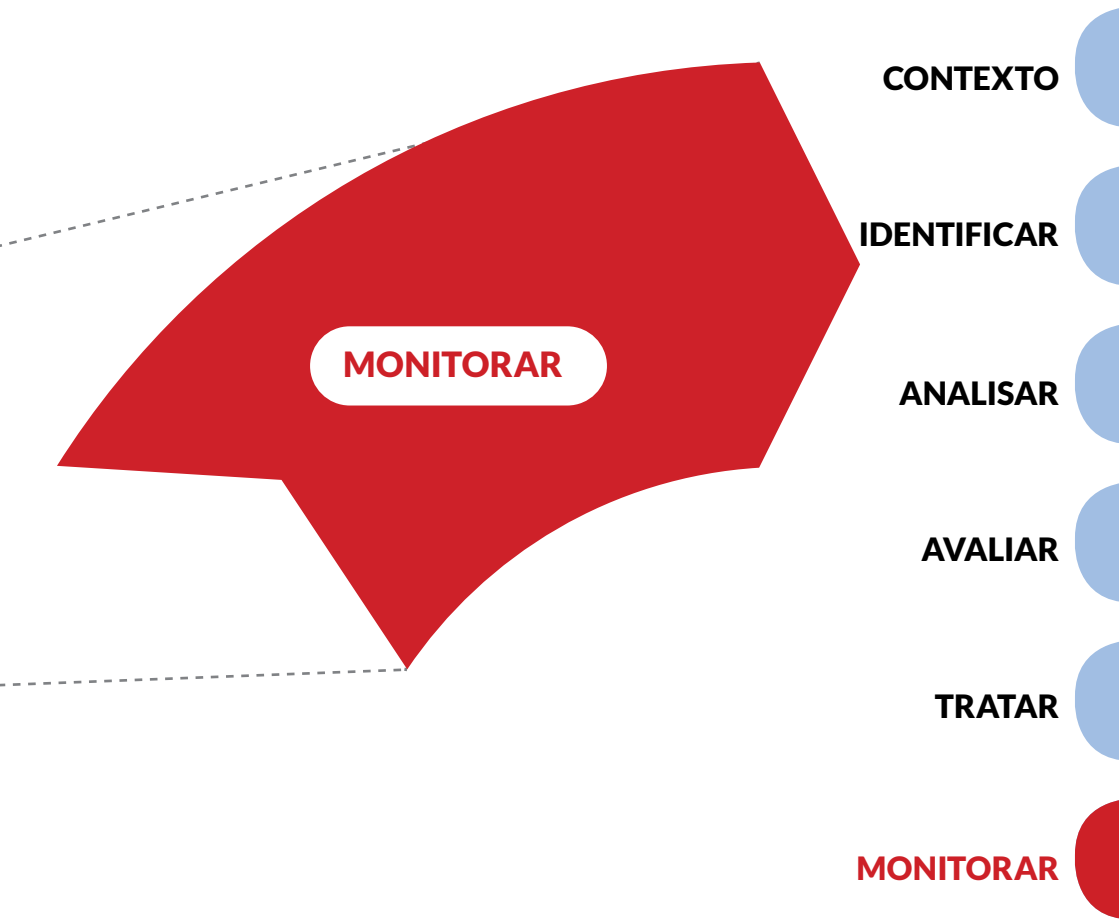 CONTEXTO
IDENTIFICAR
MONITORAR
ANALISAR
AVALIAR
TRATAR
MONITORAR